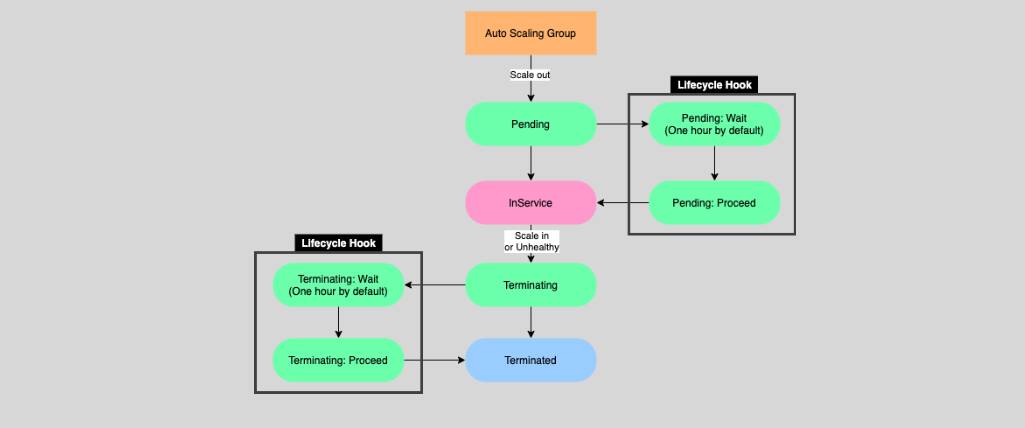 Auto Scaling Group
Scale out
Lifecycle Hook
Pending
Pending: Wait
(One hour by default)
InService
Pending: Proceed
Scale in
or Unhealthy
Lifecycle Hook
Terminating: Wait
(One hour by default)
Terminating
Terminating: Proceed
Terminated